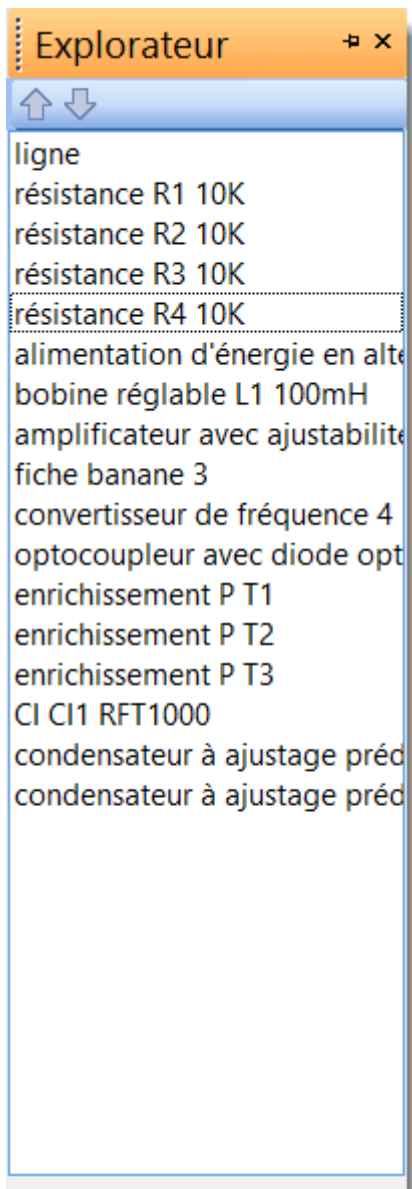 Explorateur
ligne
résistance R1 10K
résistance R2 10K
résistance R3 10K
résistance R4 10K
alimentation d'énergie en alte
bobine réglable L1 100mH
amplificateur avec ajustabilité
fiche banane 3
convertisseur de fréquence 4
optocoupleur avec diode opt
enrichissement P T1
enrichissement P T2
enrichissement P T3
CI CI1 RFT1000
condensateur à ajustage préd
condensateur à ajustage préd